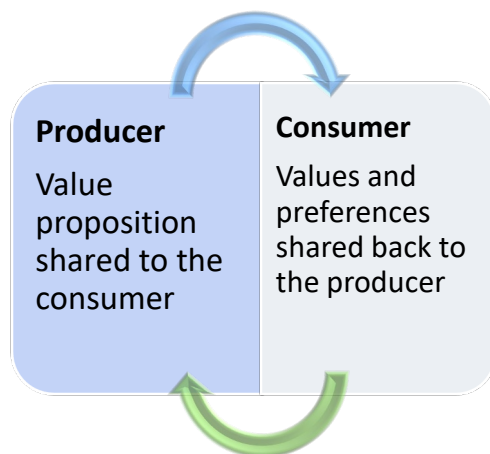 Producer
Value
proposition
shared to the
consumer
Consumer
Values and
preferences
shared back to
the producer